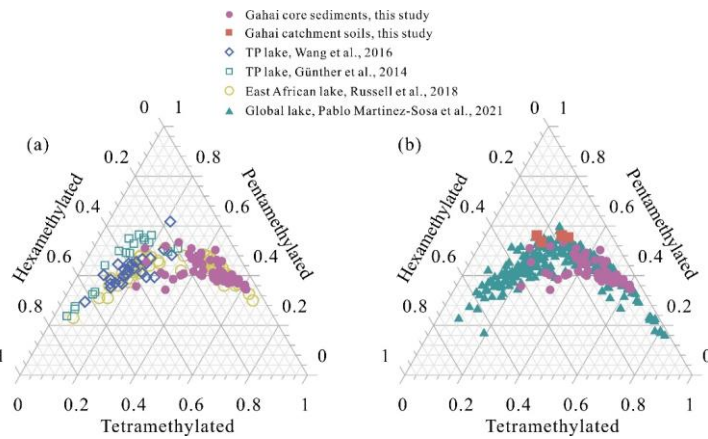 Gahai core sediments, this study
Gahai catchment soils, this study
TP lake, Wang et al., 2016
TP lake, Günther et al., 2014
East African lake, Russell et al., 2018
Global lake, Pablo Martinez-Sosa et al., 2021
(a)
0 1
0.2 0.8
0.4 0.6
0.6 0.4
0.8 0.2
1 0
Hexamethylated
Pentamethylated
0 0.2 0.4 0.6 0.8 1
Tetramethylated
(b)
0 1
0.2 0.8
0.4 0.6
0.6 0.4
0.8 0.2
1 0
Hexamethylated
Pentamethylated
0 0.2 0.4 0.6 0.8 1
Tetramethylated